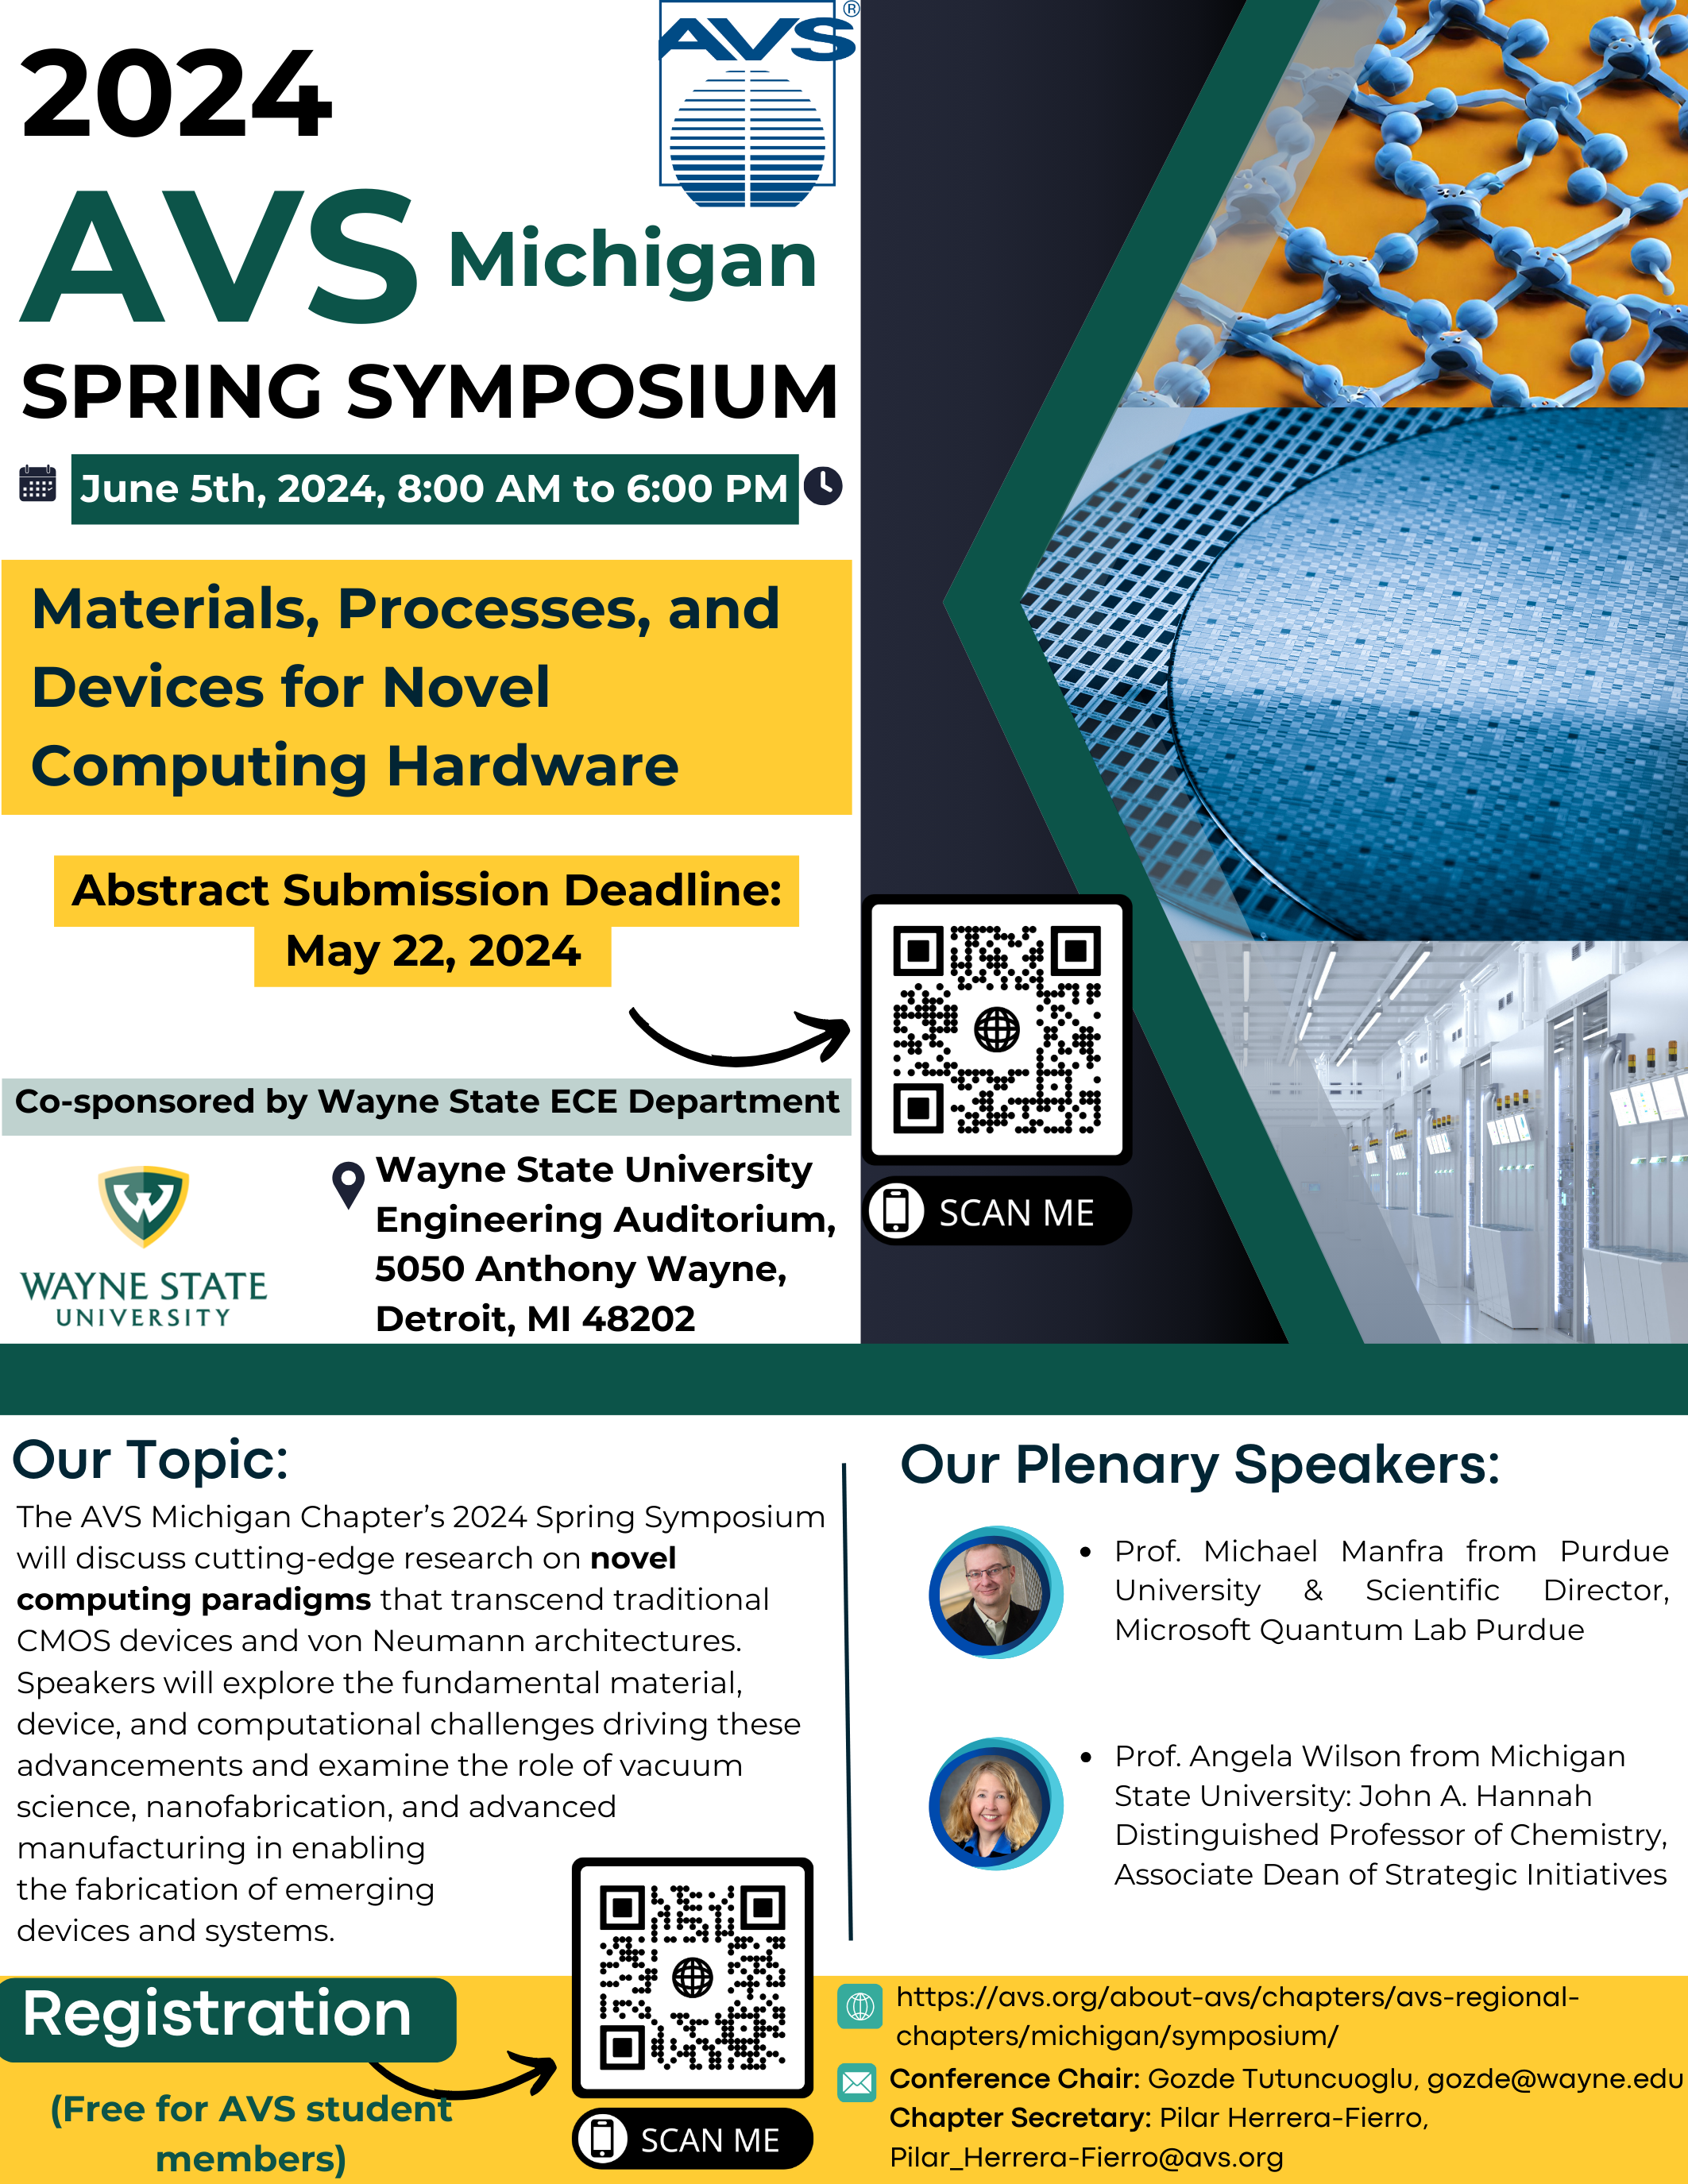 2024
AVS
®
AVS Michigan
SPRING SYMPOSIUM
June 5th, 2024, 8:00 AM to 6:00 PM
Materials, Processes, and
Devices for Novel
Computing Hardware
Abstract Submission Deadline:
May 22, 2024
SCAN ME
Co-sponsored by Wayne State ECE Department
W
WAYNE STATE
UNIVERSITY
Wayne State University
Engineering Auditorium,
5050 Anthony Wayne,
Detroit, MI 48202
Our Topic:
The AVS Michigan Chapter’s 2024 Spring Symposium
will discuss cutting-edge research on novel
computing paradigms that transcend traditional
CMOS devices and von Neumann architectures.
Speakers will explore the fundamental material,
device, and computational challenges driving these
advancements and examine the role of vacuum
science, nanofabrication, and advanced
manufacturing in enabling
the fabrication of emerging
devices and systems.
Our Plenary Speakers:
• Prof. Michael Manfra from Purdue
University & Scientific Director,
Microsoft Quantum Lab Purdue
• Prof. Angela Wilson from Michigan
State University: John A. Hannah
Distinguished Professor of Chemistry,
Associate Dean of Strategic Initiatives
Registration
(Free for AVS student
members)
SCAN ME
https://avs.org/about-avs/chapters/avs-regional-
chapters/michigan/symposium/
Conference Chair: Gozde Tutuncuoglu, gozde@wayne.edu
Chapter Secretary: Pilar Herrera-Fierro,
Pilar_Herrera-Fierro@avs.org